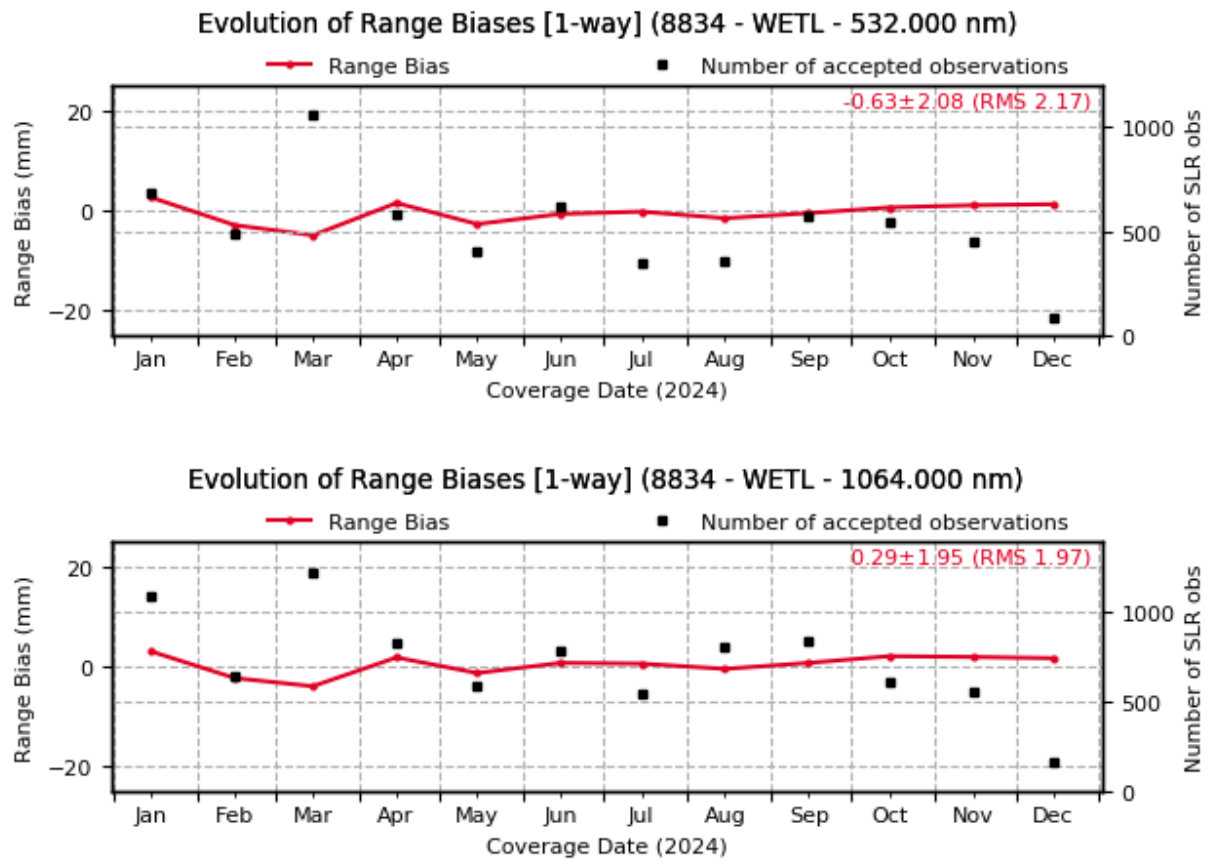 Evolution of Range Biases [1-way] (8834 - WETL - 532.000 nm)
Range Bias Number of accepted observations
-0.63±2.08 (RMS 2.17)
Range Bias (mm)
20
0
−20
1000
500
0
Number of SLR obs
Jan Feb Mar Apr May Jun Jul Aug Sep Oct Nov Dec
Coverage Date (2024)
Evolution of Range Biases [1-way] (8834 - WETL - 1064.000 nm)
Range Bias Number of accepted observations
0.29±1.95 (RMS 1.97)
Range Bias (mm)
20
0
−20
1000
500
0
Number of SLR obs
Jan Feb Mar Apr May Jun Jul Aug Sep Oct Nov Dec
Coverage Date (2024)